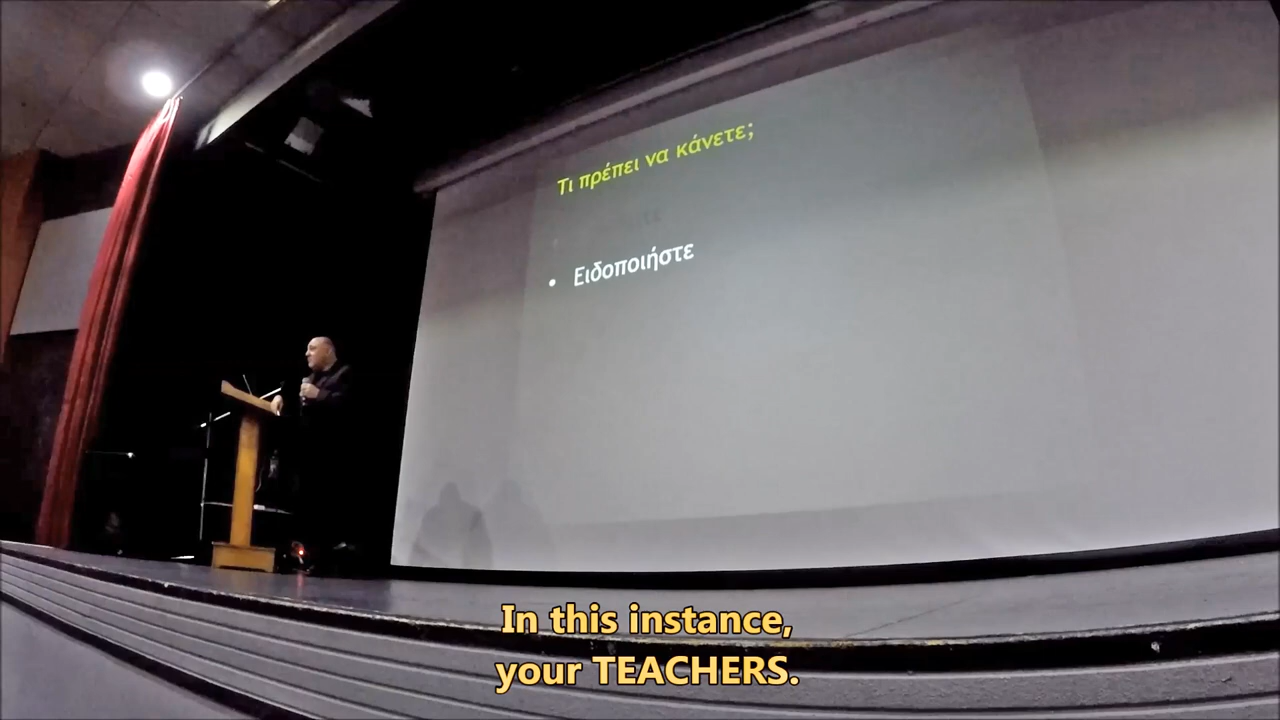 Τι πρέπει να κάνετε;
• Ειδοποιήστε
In this instance,
your TEACHERS.